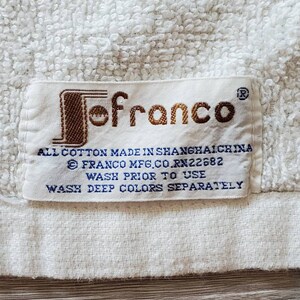 franco®
ALL COTTON MADE IN SHANGHAI.CHINA
© FRANCO MFG.CO.RN22682
WASH PRIOR TO USE
WASH DEEP COLORS SEPARATELY